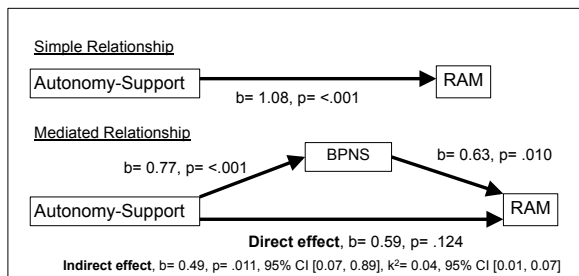 Simple Relationship
Autonomy-Support
RAM
b= 1.08, p= <.001
Mediated Relationship
BPNS
b= 0.77, p= <.001
b= 0.63, p= .010
Autonomy-Support
RAM
Direct effect, b= 0.59, p= .124
Indirect effect, b= 0.49, p= .011, 95% CI [0.07, 0.89], k²= 0.04, 95% CI [0.01, 0.07]